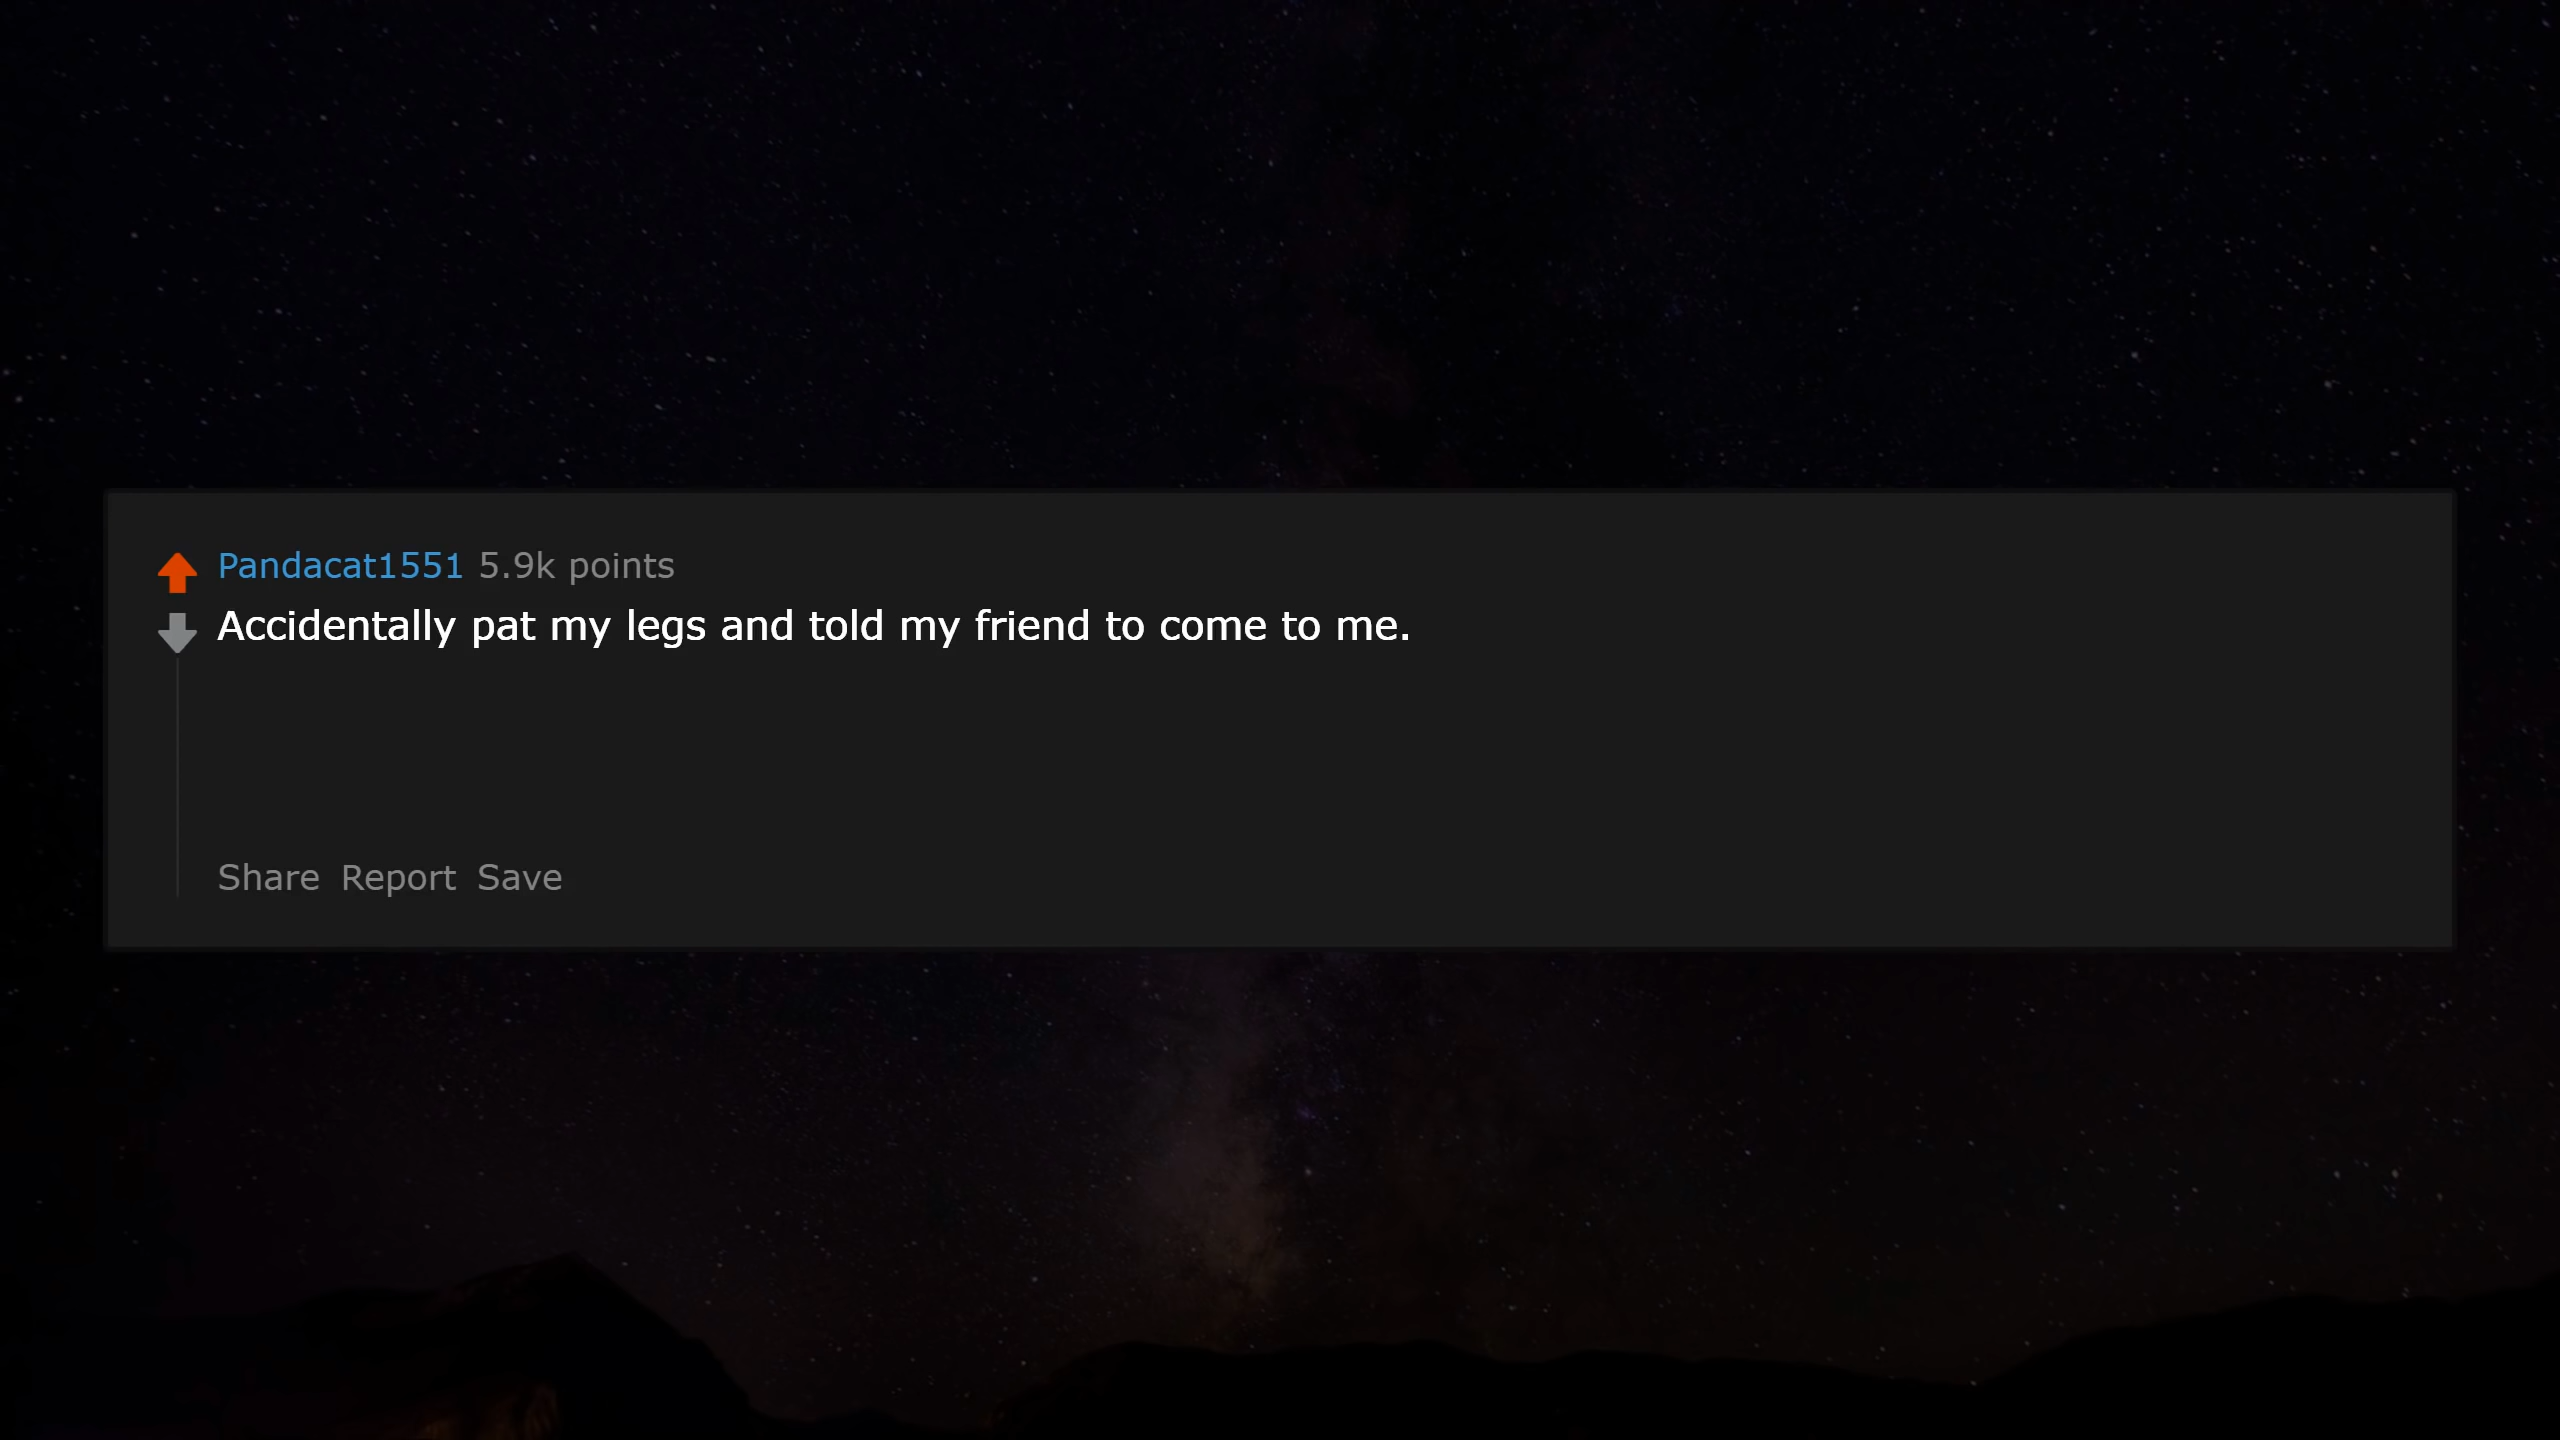 Pandacat1551 5.9k points
Accidentally pat my legs and told my friend to come to me.
Share Report Save